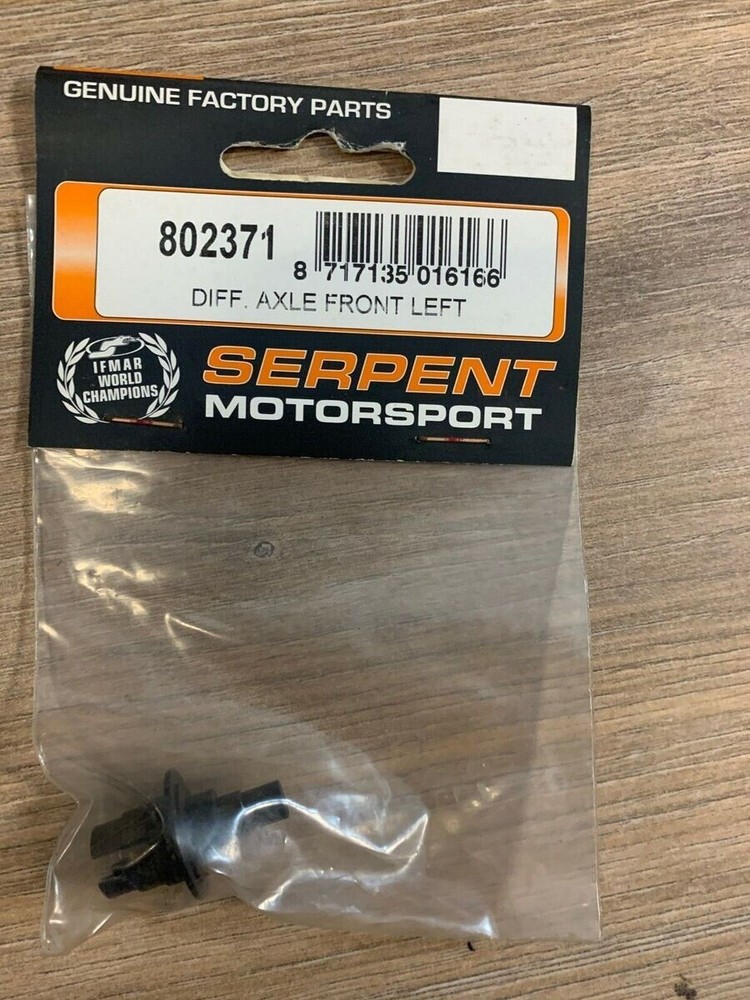 GENUINE FACTORY PARTS
802371
8 717135 016166
DIFF. AXLE FRONT LEFT
IFMAR
WORLD
CHAMPIONS
SERPENT
MOTORSPORT